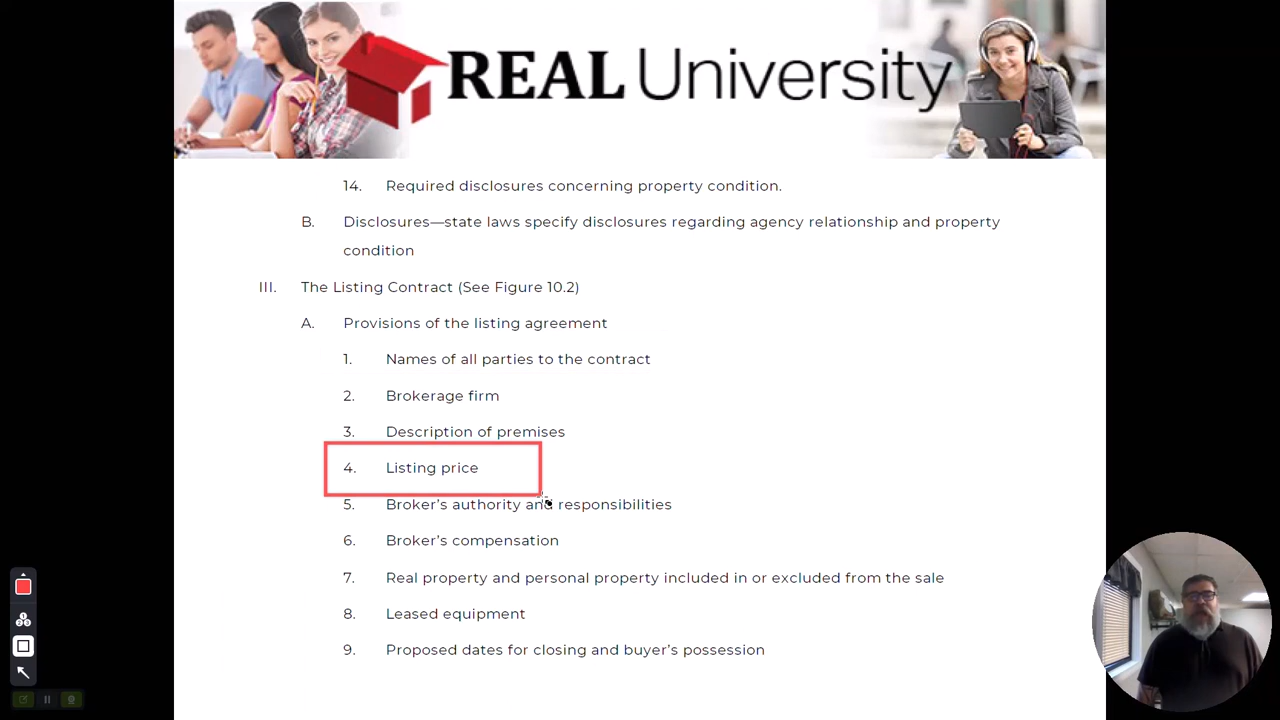 REAL University
14. Required disclosures concerning property condition.
B. Disclosures—state laws specify disclosures regarding agency relationship and property
condition
III. The Listing Contract (See Figure 10.2)
A. Provisions of the listing agreement
1. Names of all parties to the contract
2. Brokerage firm
3. Description of premises
4. Listing price
5. Broker's authority and responsibilities
6. Broker's compensation
7. Real property and personal property included in or excluded from the sale
8. Leased equipment
9. Proposed dates for closing and buyer's possession